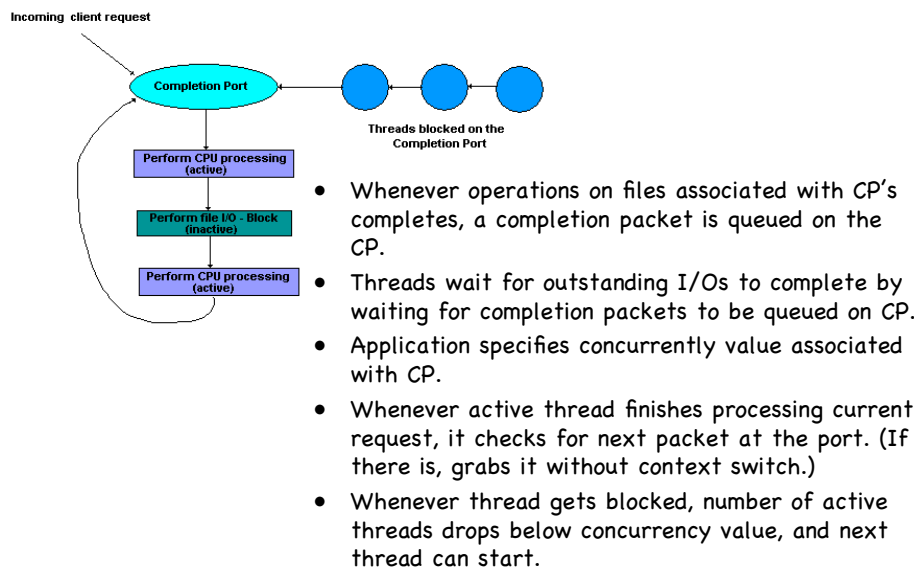 Incoming client request
Completion Port
Threads blocked on the
Completion Port
Perform CPU processing
(active)
Perform file I/O - Block
(inactive)
Perform CPU processing
(active)
• Whenever operations on files associated with CP's
completes, a completion packet is queued on the
CP.
• Threads wait for outstanding I/Os to complete by
waiting for completion packets to be queued on CP.
• Application specifies concurrently value associated
with CP.
• Whenever active thread finishes processing current
request, it checks for next packet at the port. (If
there is, grabs it without context switch.)
• Whenever thread gets blocked, number of active
threads drops below concurrency value, and next
thread can start.